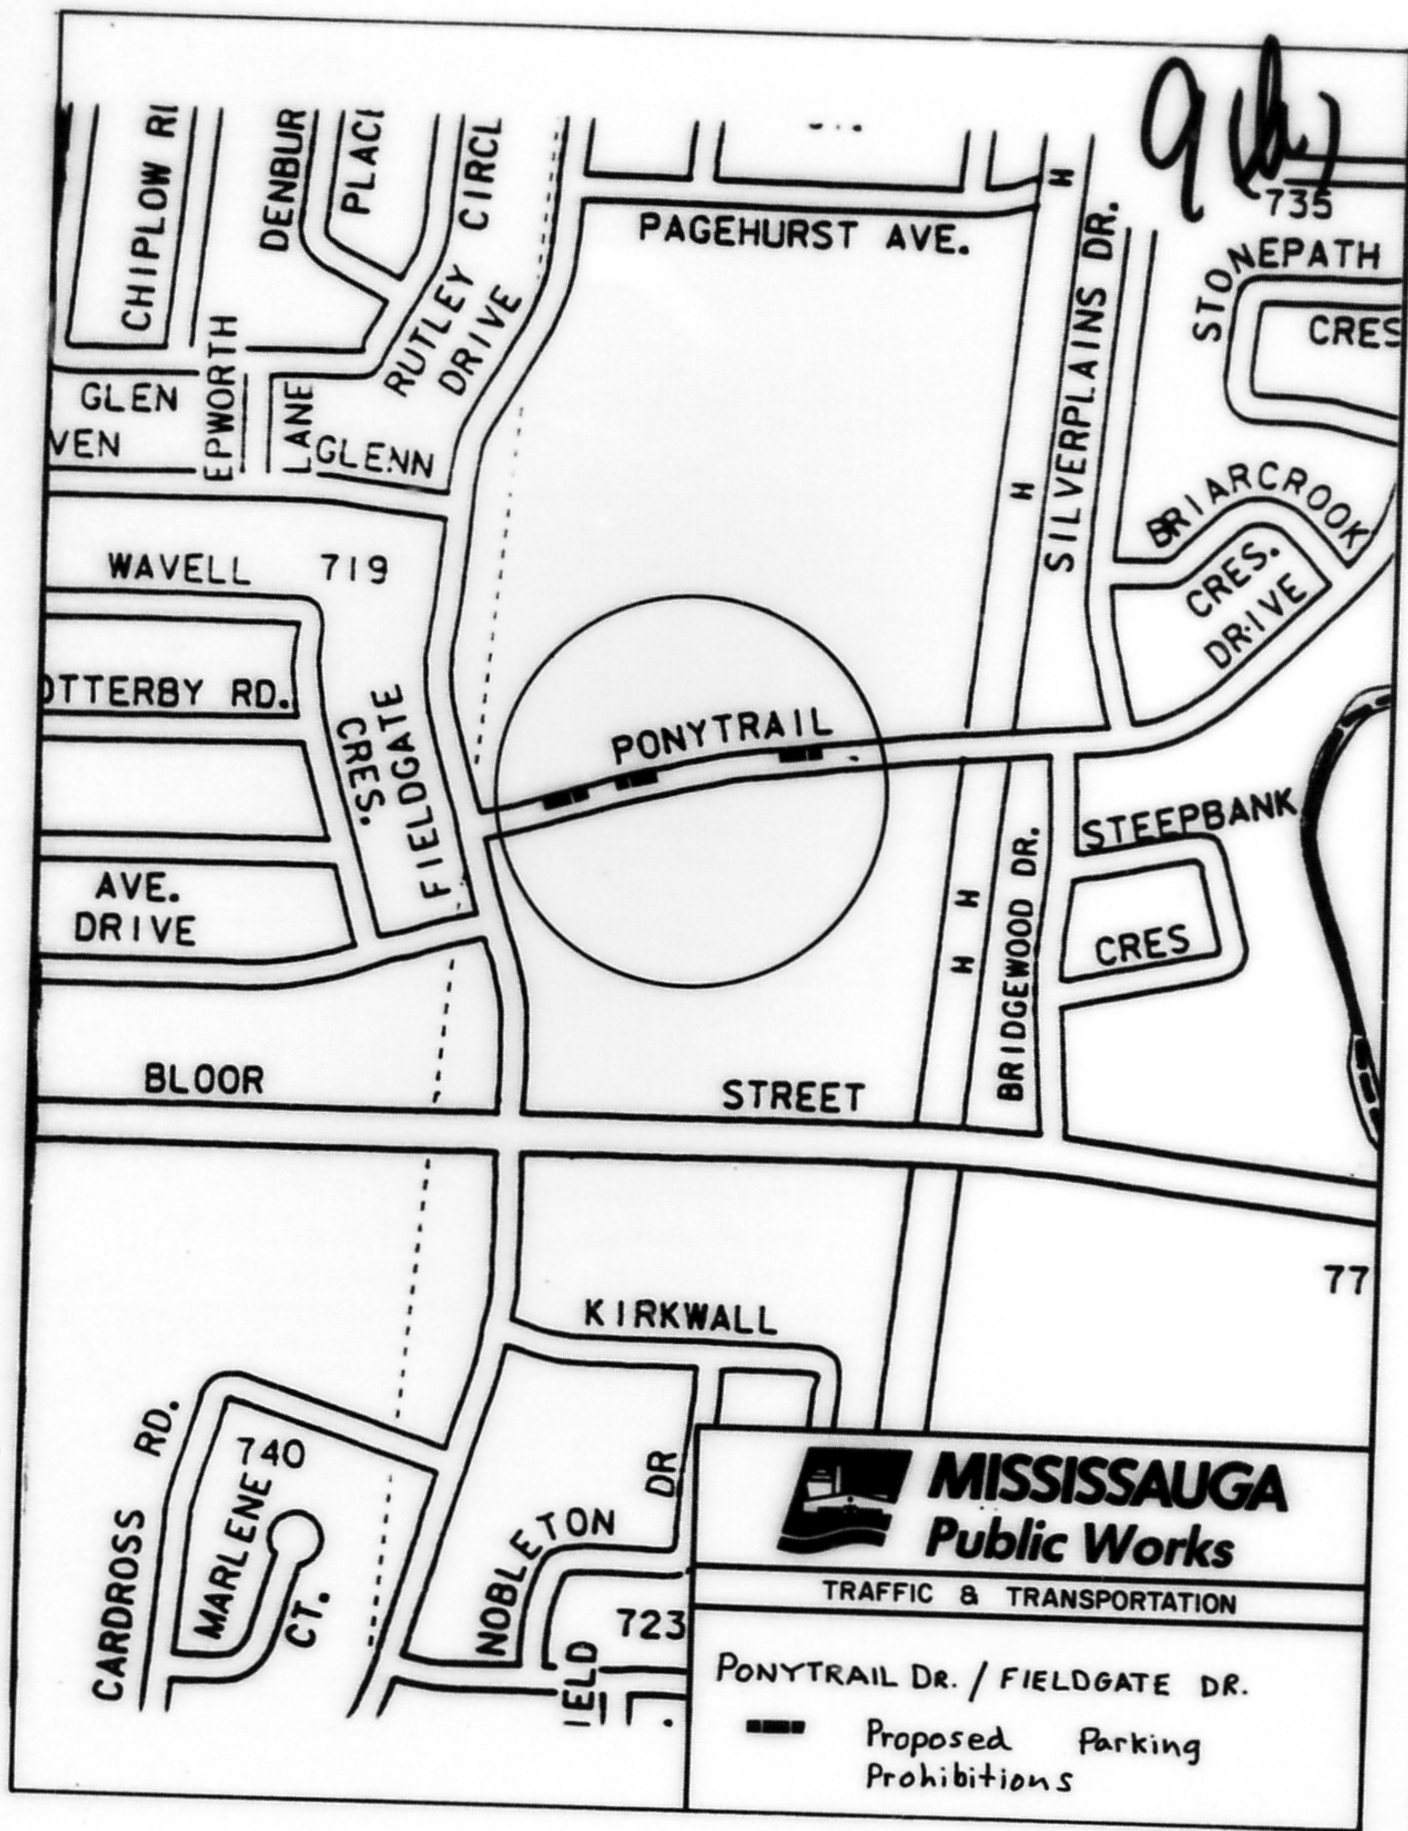 9(b)
735
CHIPLOW
DENBUR
CIRCL
PAGEHURST AVE.
SILVERPLAINS DR.
STONEPATH
CRES
RUTLEY
DRIVE
EPWORTH
LANE
GLEN
VEN
GLENN
H
H
BRIARCROOK
CRES.
DRIVE
WAVELL 719
OTTERBY RD.
CRES.
FIELDGATE
PONYTRAIL
STEEPBANK
CRES
AVE.
DRIVE
H
H
H
BRIDGEWOOD DR.
BLOOR STREET
77
KIRKWALL
CARDROSS RD.
740
MARLENE
CT.
NOBLETON
DR
723
IELD
MISSISSAUGA
Public Works
TRAFFIC & TRANSPORTATION
PONYTRAIL DR. / FIELDGATE DR.
Proposed Parking
Prohibitions